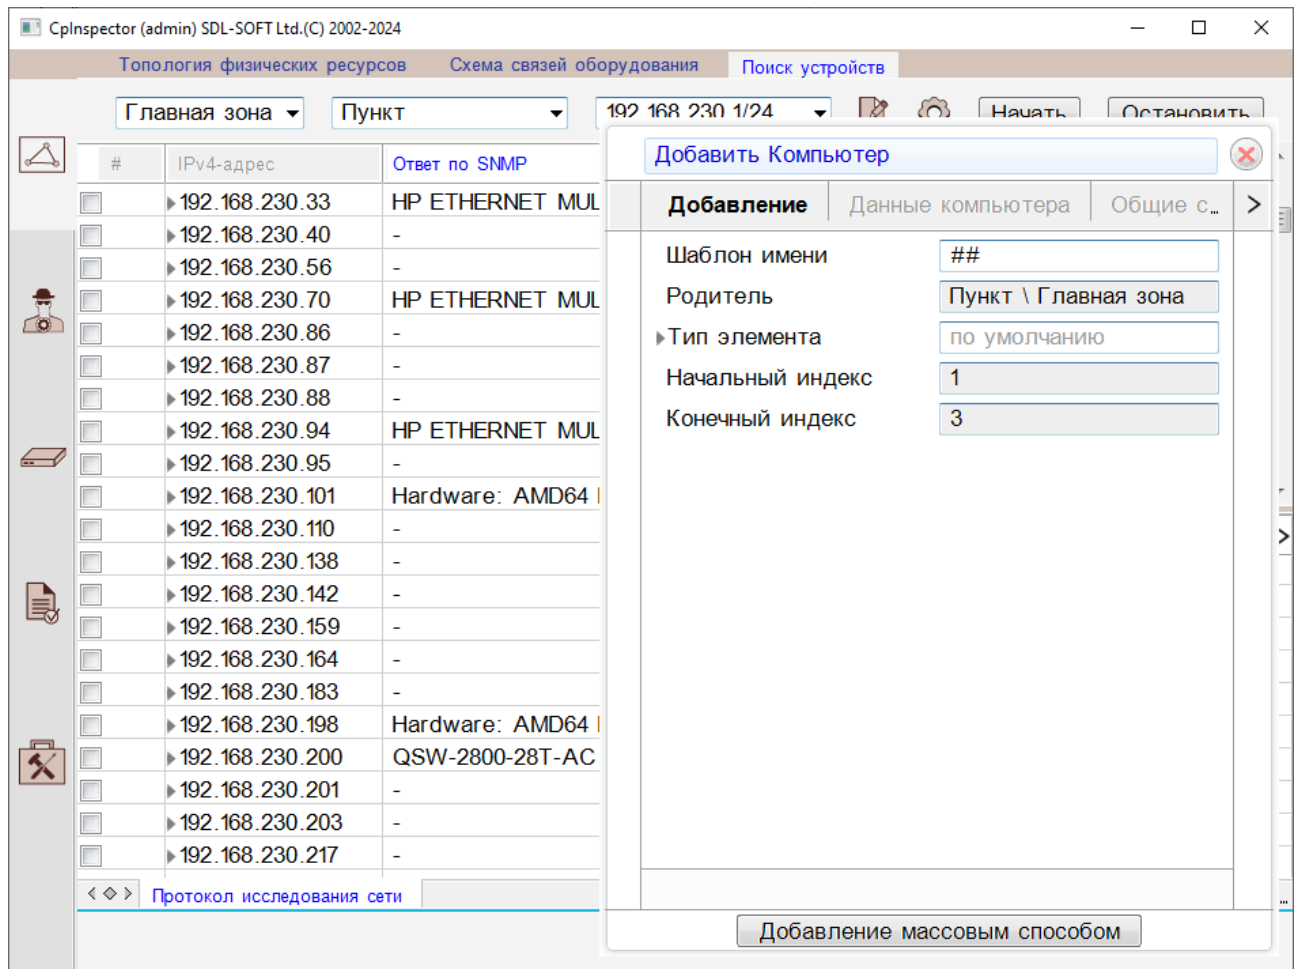 CpInspector (admin) SDL-SOFT Ltd.(C) 2002-2024
Топология физических ресурсов Схема связей оборудования Поиск устройств
Главная зона Пункт 192.168.230.1/24 Начать Остановить
# IPv4-адрес Ответ по SNMP
192.168.230.33 HP ETHERNET MUL
192.168.230.40 -
192.168.230.56 -
192.168.230.70 HP ETHERNET MUL
192.168.230.86 -
192.168.230.87 -
192.168.230.88 -
192.168.230.94 HP ETHERNET MUL
192.168.230.95 -
192.168.230.101 Hardware: AMD64
192.168.230.110 -
192.168.230.138 -
192.168.230.142 -
192.168.230.159 -
192.168.230.164 -
192.168.230.183 -
192.168.230.198 Hardware: AMD64
192.168.230.200 QSW-2800-28T-AC
192.168.230.201 -
192.168.230.203 -
192.168.230.217 -
Протокол исследования сети
Добавить Компьютер
Добавление Данные компьютера Общие с...
Шаблон имени ##
Родитель Пункт \ Главная зона
Тип элемента по умолчанию
Начальный индекс 1
Конечный индекс 3
Добавление массовым способом